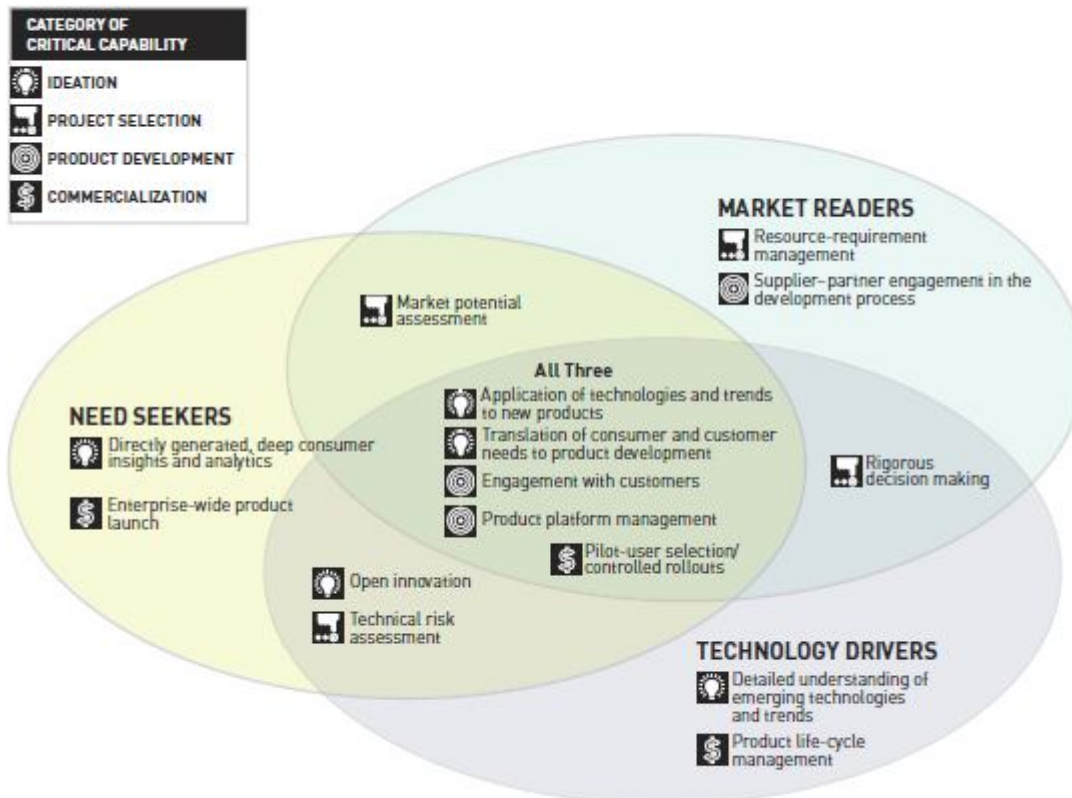 CATEGORY OF
CRITICAL CAPABILITY
IDEATION
PROJECT SELECTION
PRODUCT DEVELOPMENT
COMMERCIALIZATION
MARKET READERS
Resource-requirement
management
Supplier–partner engagement in the
development process
Market potential
assessment
All Three
Application of technologies and trends
to new products
Translation of consumer and customer
needs to product development
Engagement with customers
Product platform management
Pilot-user selection/
controlled rollouts
NEED SEEKERS
Directly generated, deep consumer
insights and analytics
Enterprise-wide product
launch
Rigorous
decision making
Open innovation
Technical risk
assessment
TECHNOLOGY DRIVERS
Detailed understanding of
emerging technologies
and trends
Product life-cycle
management